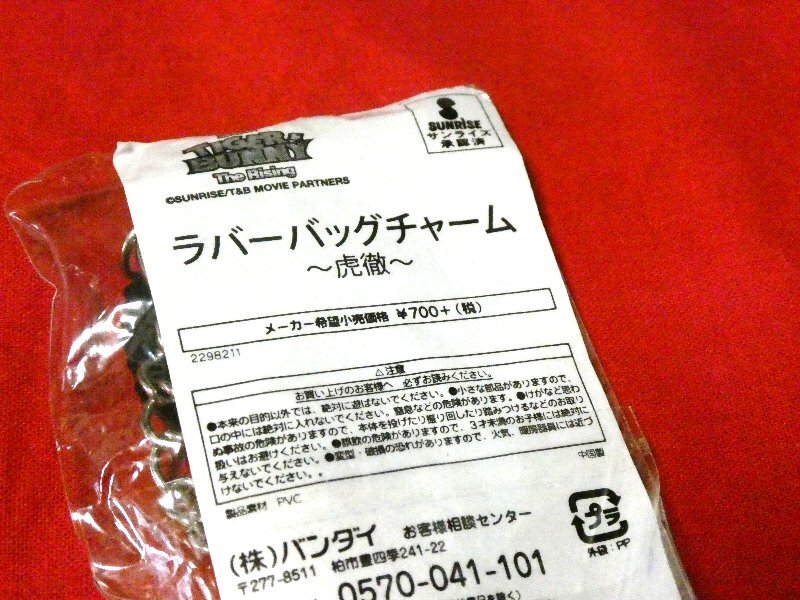 TIGER &
BUNNY
The Rising
©SUNRISE/T&B MOVIE PARTNERS
SUNRISE
サンライズ
承認済
ラバーバッグチャーム
～虎徹～
メーカー希望小売価格 ¥700+(税)
2298211
⚠注意
お買い上げのお客様へ 必ずお読みください。
●本来の目的以外では、絶対に遊ばないでください。●小さな部品がありますので、
口の中には絶対に入れないでください。窒息などの危険があります。●けがなど思わ
ぬ事故の危険がありますので、本体を投げたり振り回したり踏みつけるなどのお取り
扱いはお避けください。●誤飲の危険がありますので、3才未満のお子様には絶対に
与えないでください。●変型・破損の恐れがありますので、火気、暖房器具には近づ
けないでください。。
製品素材 PVC
中国製
(株)バンダイ お客様相談センター
〒277-8511 柏市豊四季241-22
0570-041-101
プラ
外袋:PP